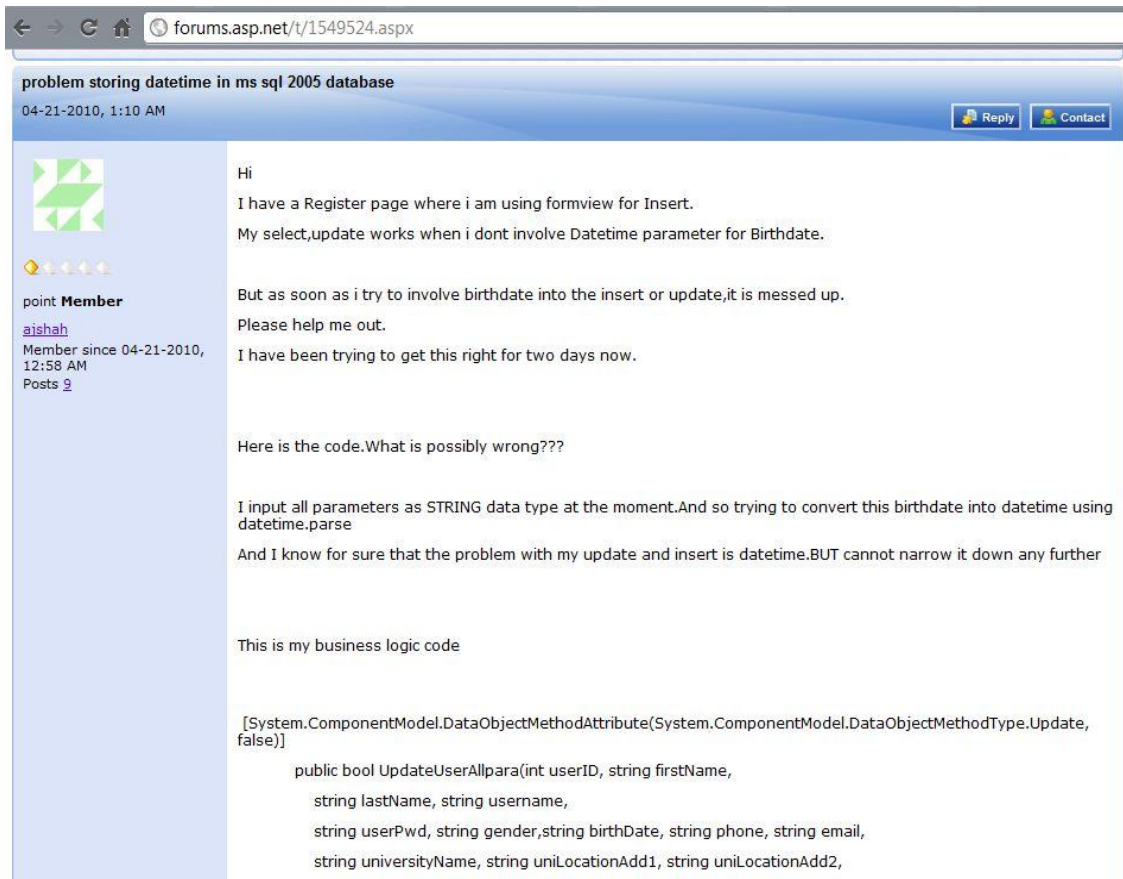 forums.asp.net/t/1549524.aspx
problem storing datetime in ms sql 2005 database
04-21-2010, 1:10 AM
Reply
Contact
point Member
ajshah
Member since 04-21-2010,
12:58 AM
Posts 9
Hi
I have a Register page where i am using formview for Insert.
My select,update works when i dont involve Datetime parameter for Birthdate.
But as soon as i try to involve birthdate into the insert or update,it is messed up.
Please help me out.
I have been trying to get this right for two days now.
Here is the code.What is possibly wrong???
I input all parameters as STRING data type at the moment.And so trying to convert this birthdate into datetime using
datetime.parse
And I know for sure that the problem with my update and insert is datetime.BUT cannot narrow it down any further
This is my business logic code
[System.ComponentModel.DataObjectMethodAttribute(System.ComponentModel.DataObjectMethodType.Update,
false)]
public bool UpdateUserAllpara(int userID, string firstName,
string lastName, string username,
string userPwd, string gender,string birthDate, string phone, string email,
string universityName, string uniLocationAdd1, string uniLocationAdd2,